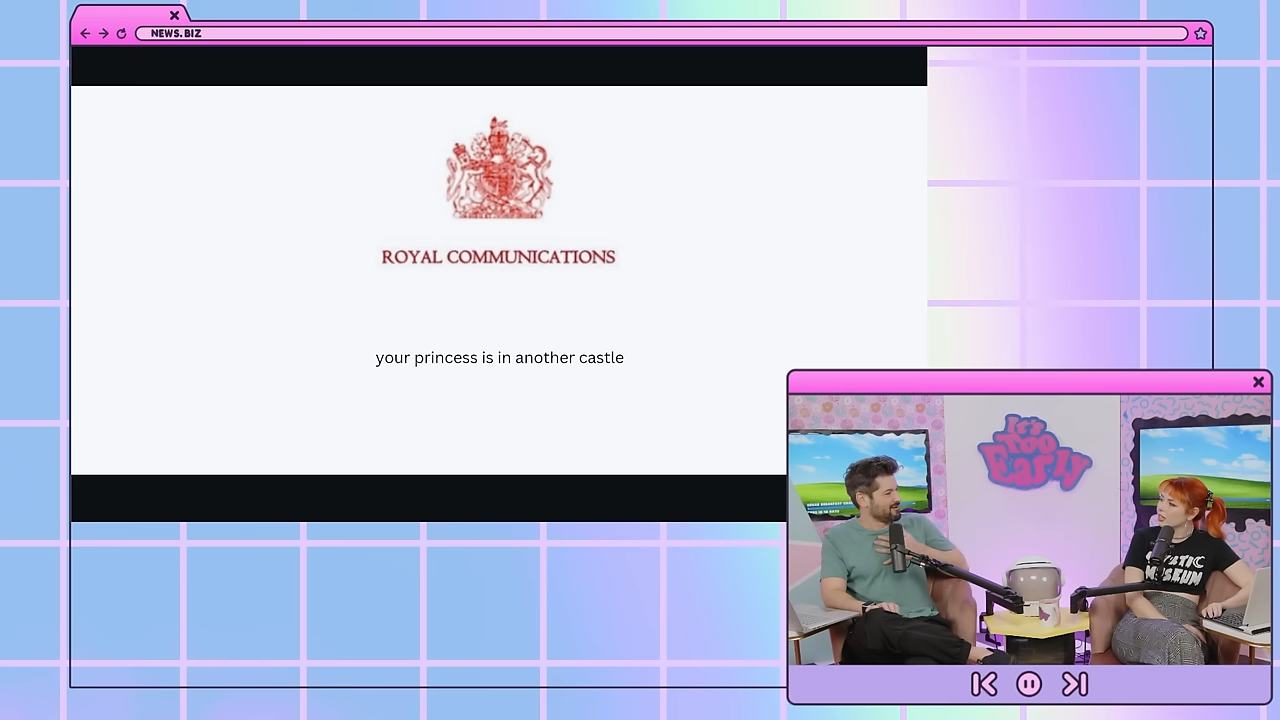 NEWS.BIZ
ROYAL COMMUNICATIONS
your princess is in another castle
It's
Too
Early